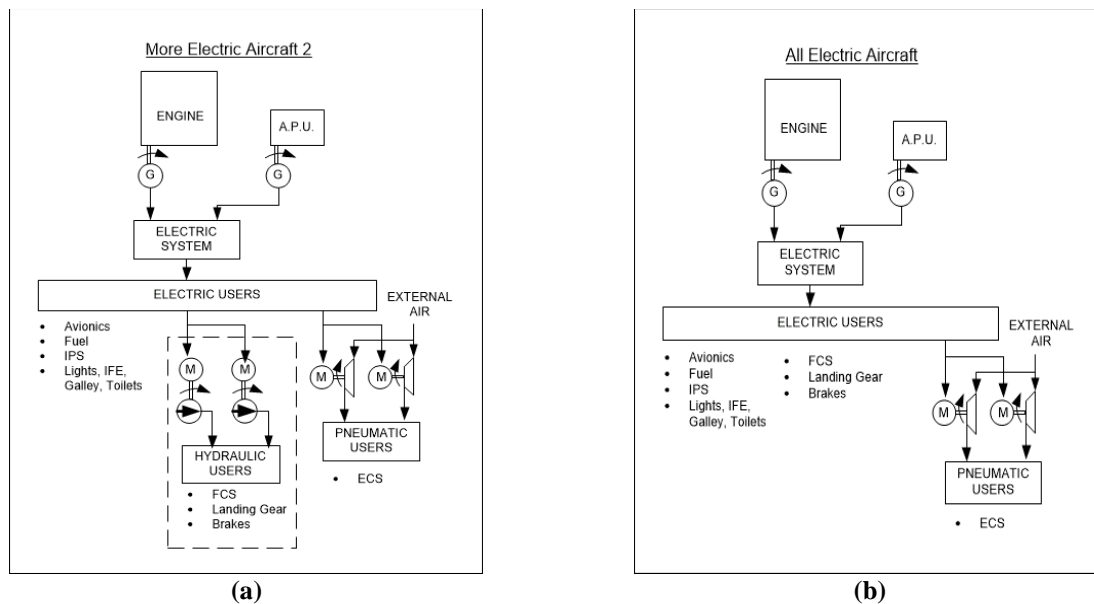 More Electric Aircraft 2
ENGINE
A.P.U.
G
G
ELECTRIC
SYSTEM
ELECTRIC USERS
EXTERNAL
AIR
• Avionics
• Fuel
• IPS
• Lights, IFE,
Galley, Toilets
M
M
M
M
HYDRAULIC
USERS
• FCS
• Landing Gear
• Brakes
PNEUMATIC
USERS
• ECS
(a)
All Electric Aircraft
ENGINE
A.P.U.
G
G
ELECTRIC
SYSTEM
ELECTRIC USERS
EXTERNAL
AIR
• Avionics
• Fuel
• IPS
• Lights, IFE,
Galley, Toilets
• FCS
• Landing Gear
• Brakes
M
M
PNEUMATIC
USERS
• ECS
(b)